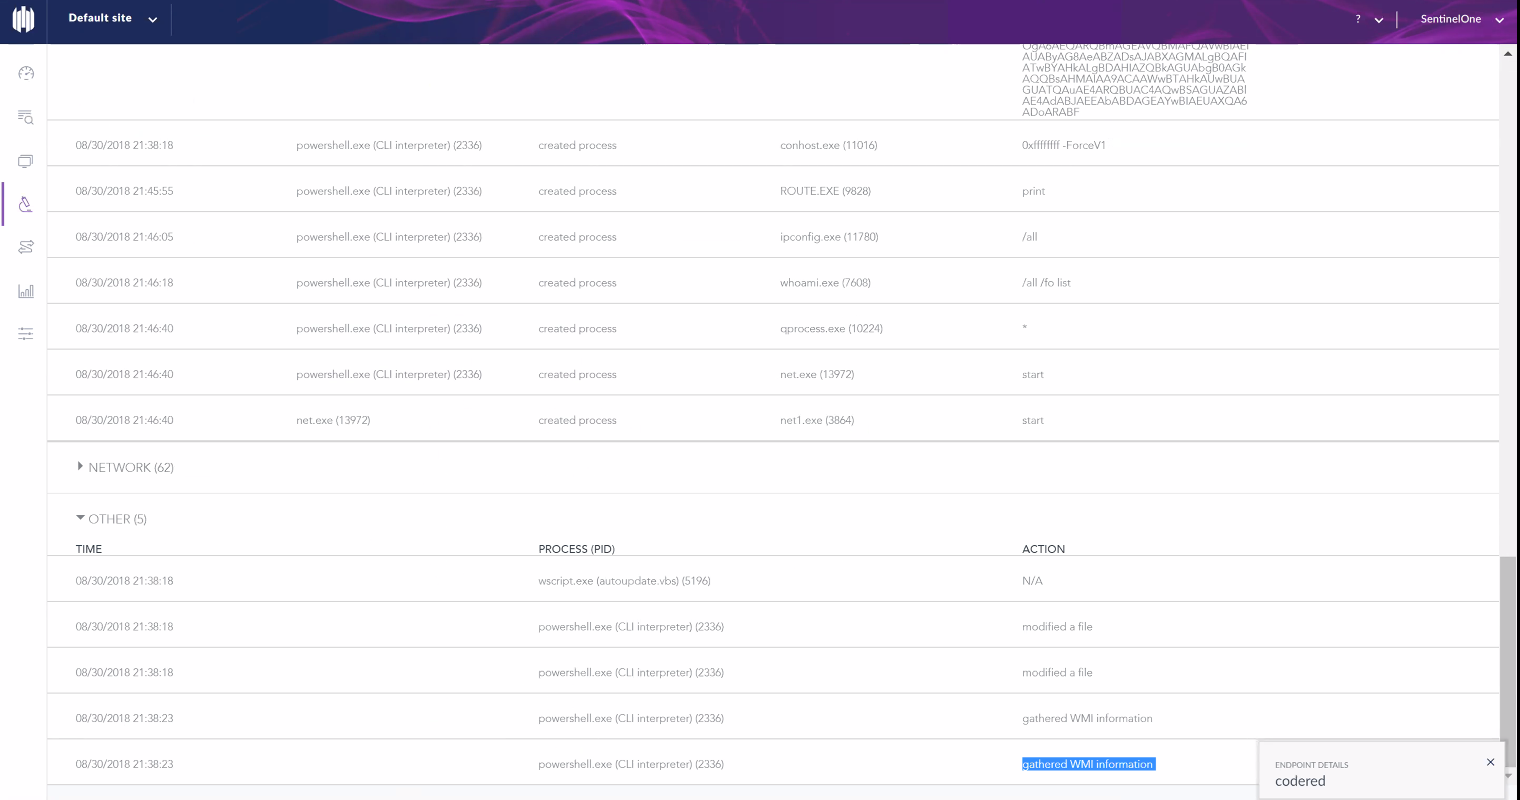 Default site
?
SentinelOne
AUAByAG8AeABZADsAJABXAGMALgBQAFI
ATwBYAHkALgBDAHIAZQBkAGUAbgB0AGk
AQQBsAHMAIAA9ACAAWwBTAHkAUwBUA
GUATQAuAE4ARQBUAC4AQwBSAGUAZABl
AE4AdABJAEEAbABDAGEAYwBIAEUAXQA6
ADoARABF
08/30/2018 21:38:18 powershell.exe (CLI interpreter) (2336) created process conhost.exe (11016) 0xffffffff -ForceV1
08/30/2018 21:45:55 powershell.exe (CLI interpreter) (2336) created process ROUTE.EXE (9828) print
08/30/2018 21:46:05 powershell.exe (CLI interpreter) (2336) created process ipconfig.exe (11780) /all
08/30/2018 21:46:18 powershell.exe (CLI interpreter) (2336) created process whoami.exe (7608) /all /fo list
08/30/2018 21:46:40 powershell.exe (CLI interpreter) (2336) created process qprocess.exe (10224) *
08/30/2018 21:46:40 powershell.exe (CLI interpreter) (2336) created process net.exe (13972) start
08/30/2018 21:46:40 net.exe (13972) created process net1.exe (3864) start
NETWORK (62)
OTHER (5)
TIME PROCESS (PID) ACTION
08/30/2018 21:38:18 wscript.exe (autoupdate.vbs) (5196) N/A
08/30/2018 21:38:18 powershell.exe (CLI interpreter) (2336) modified a file
08/30/2018 21:38:18 powershell.exe (CLI interpreter) (2336) modified a file
08/30/2018 21:38:23 powershell.exe (CLI interpreter) (2336) gathered WMI information
08/30/2018 21:38:23 powershell.exe (CLI interpreter) (2336) gathered WMI information
ENDPOINT DETAILS
codered